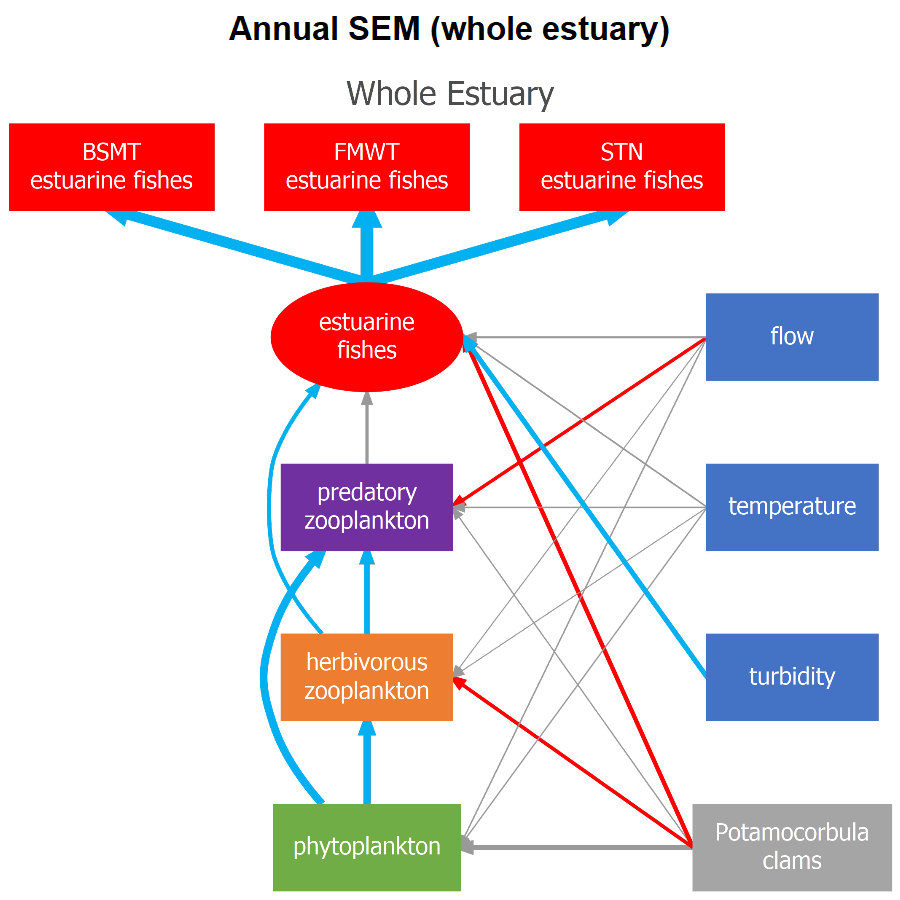 Annual SEM (whole estuary)
Whole Estuary
BSMT
estuarine fishes
FMWT
estuarine fishes
STN
estuarine fishes
estuarine
fishes
flow
predatory
zooplankton
temperature
herbivorous
zooplankton
turbidity
phytoplankton
Potamocorbula
clams